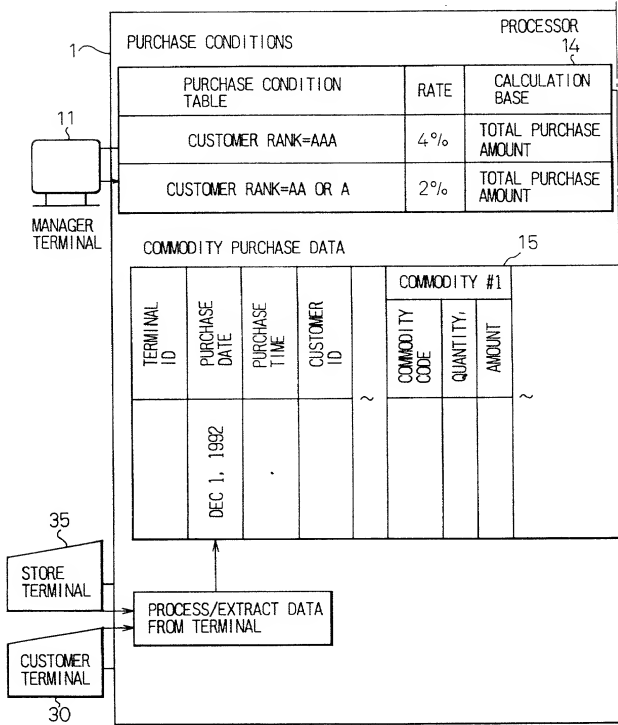 PROCESSOR
1
PURCHASE CONDITIONS
14
PURCHASE CONDITION
TABLE
RATE
CALCULATION
BASE
CUSTOMER RANK=AAA
4%
TOTAL PURCHASE
AMOUNT
CUSTOMER RANK=AA OR A
2%
TOTAL PURCHASE
AMOUNT
11
MANAGER
TERMINAL
COMMODITY PURCHASE DATA
15
TERMINAL
ID
PURCHASE
DATE
PURCHASE
TIME
CUSTOMER
ID
~
COMMODITY #1
COMMODITY
CODE
QUANTITY,
AMOUNT
~
DEC 1, 1992
35
STORE
TERMINAL
PROCESS/EXTRACT DATA
FROM TERMINAL
CUSTOMER
TERMINAL
30